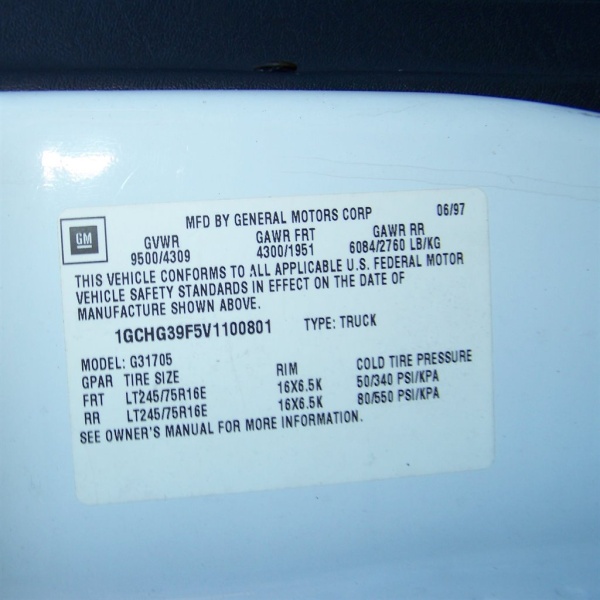 GM
MFD BY GENERAL MOTORS CORP 06/97
GVWR GAWR FRT GAWR RR
9500/4309 4300/1951 6084/2760 LB/KG
THIS VEHICLE CONFORMS TO ALL APPLICABLE U.S. FEDERAL MOTOR
VEHICLE SAFETY STANDARDS IN EFFECT ON THE DATE OF
MANUFACTURE SHOWN ABOVE.
1GCHG39F5V1100801 TYPE: TRUCK
MODEL: G31705
GPAR TIRE SIZE RIM COLD TIRE PRESSURE
FRT LT245/75R16E 16X6.5K 50/340 PSI/KPA
RR LT245/75R16E 16X6.5K 80/550 PSI/KPA
SEE OWNER'S MANUAL FOR MORE INFORMATION.